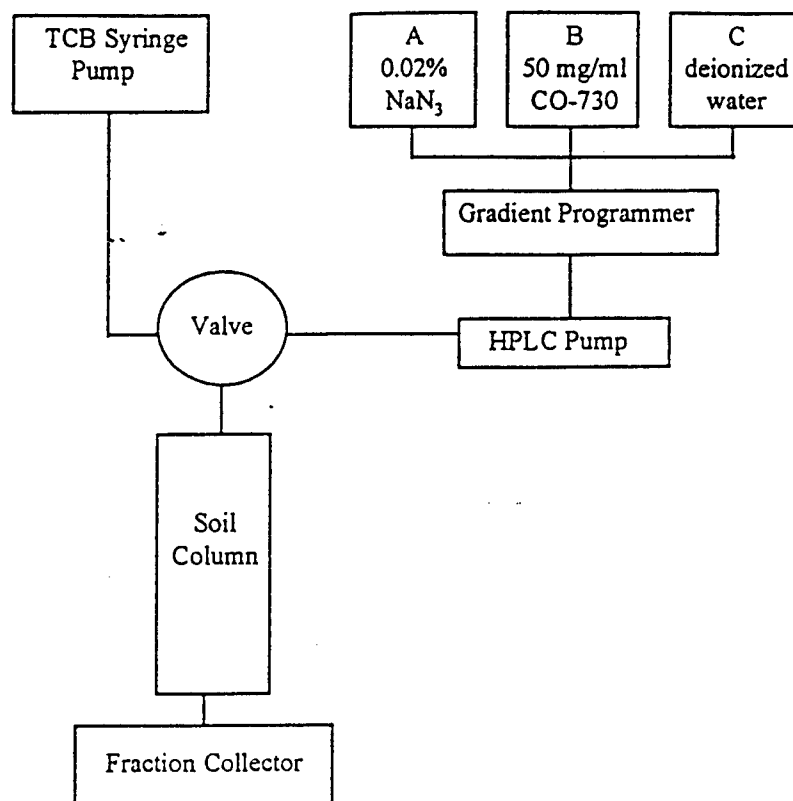 TCB Syringe
Pump
A
0.02%
NaN₃
B
50 mg/ml
CO-730
C
deionized
water
Gradient Programmer
Valve
HPLC Pump
Soil
Column
Fraction Collector